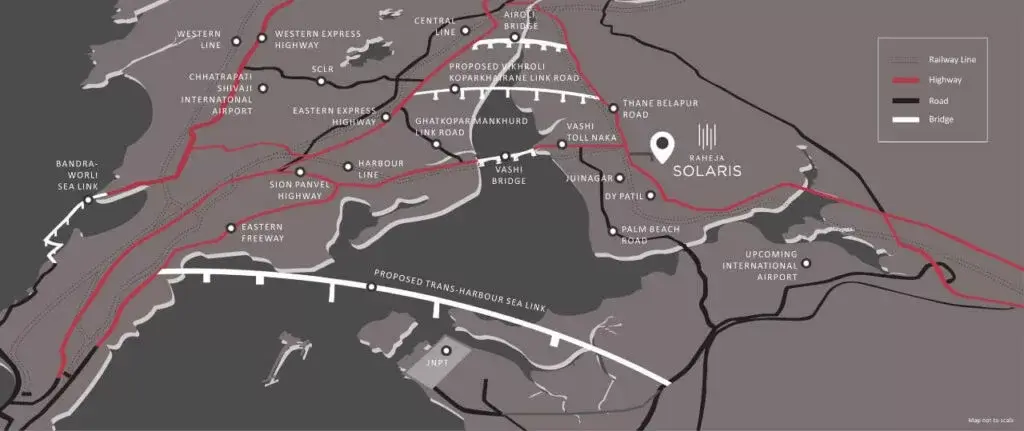 CENTRAL
LINE
AIROLI
BRIDGE
WESTERN
LINE
WESTERN EXPRESS
HIGHWAY
SCLR
PROPOSED VIKHROLI
KOPARKHAIRANE LINK ROAD
CHHATRAPATI
SHIVAJI
INTERNATONAL
AIRPORT
EASTERN EXPRESS
HIGHWAY
GHATKOPAR MANKHURD
LINK ROAD
THANE BELAPUR
ROAD
VASHI
TOLL NAKA
RAHEJA
SOLARIS
BANDRA-
WORLI
SEA LINK
HARBOUR
LINE
VASHI
BRIDGE
SION PANVEL
HIGHWAY
JUINAGAR
DY PATIL
EASTERN
FREEWAY
PALM BEACH
ROAD
UPCOMING
INTERNATIONAL
AIRPORT
PROPOSED TRANS-HARBOUR SEA LINK
JNPT
Railway Line
Highway
Road
Bridge
Map not to scale